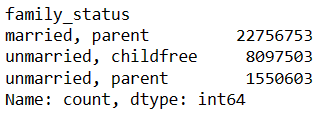 family_status
married, parent 22756753
unmarried, childfree 8097503
unmarried, parent 1550603
Name: count, dtype: int64